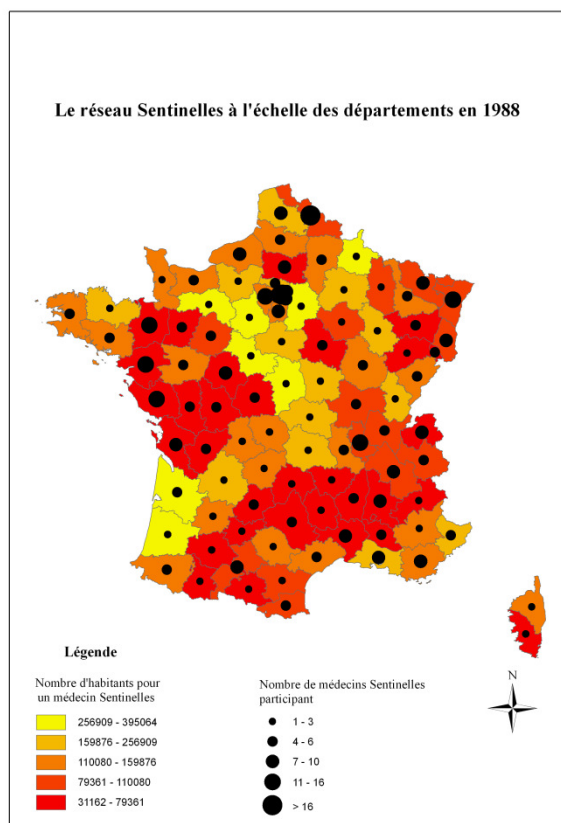 Le réseau Sentinelles à l'échelle des départements en 1988
Légende
Nombre d'habitants pour
un médecin Sentinelles
256909 - 395064
159876 - 256909
110080 - 159876
79361 - 110080
31162 - 79361
Nombre de médecins Sentinelles
participant
1 - 3
4 - 6
7 - 10
11 - 16
> 16
N